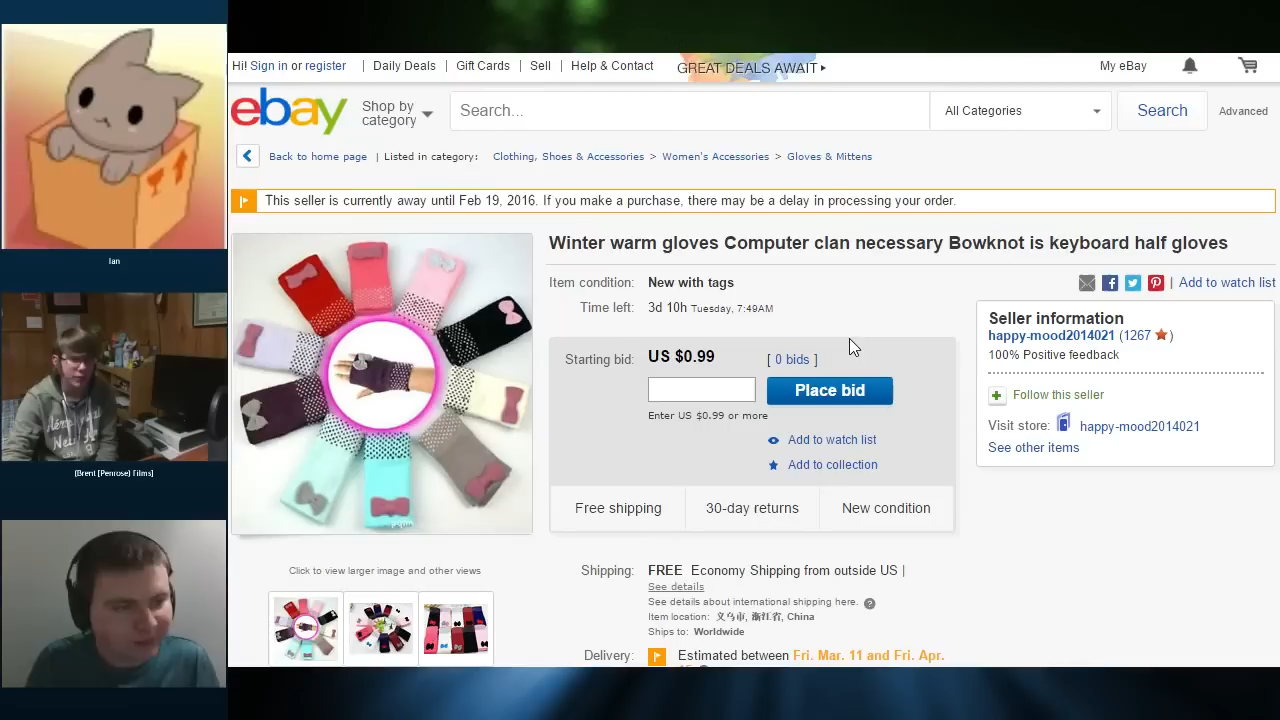 Ian
(Brent [Penrose] Films]
Hi! Sign in or register | Daily Deals | Gift Cards | Sell | Help & Contact
GREAT DEALS AWAIT
My eBay
ebay
Shop by
category
Search...
All Categories
Search
Advanced
Back to home page | Listed in category: Clothing, Shoes & Accessories > Women's Accessories > Gloves & Mittens
This seller is currently away until Feb 19, 2016. If you make a purchase, there may be a delay in processing your order.
Winter warm gloves Computer clan necessary Bowknot is keyboard half gloves
Item condition: New with tags
| Add to watch list
Time left: 3d 10h Tuesday, 7:49AM
Starting bid: US $0.99 [ 0 bids ]
Place bid
Enter US $0.99 or more
Add to watch list
Add to collection
Free shipping
30-day returns
New condition
Seller information
happy-mood2014021 (1267 )
100% Positive feedback
Follow this seller
Visit store: happy-mood2014021
See other items
Click to view larger image and other views
Shipping: FREE Economy Shipping from outside US |
See details
See details about international shipping here.
Item location: 义乌市, 浙江省, China
Ships to: Worldwide
Delivery: Estimated between Fri. Mar. 11 and Fri. Apr.